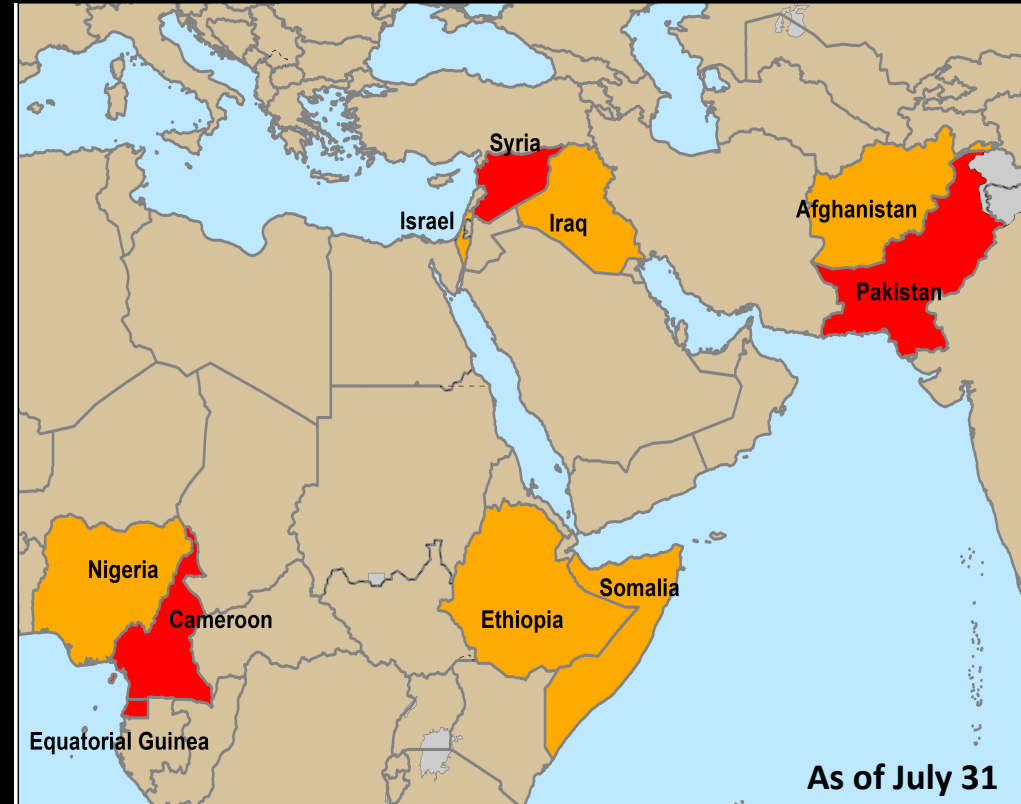 Syria
Israel
Iraq
Afghanistan
Pakistan
Nigeria
Cameroon
Somalia
Ethiopia
Equatorial Guinea
As of July 31